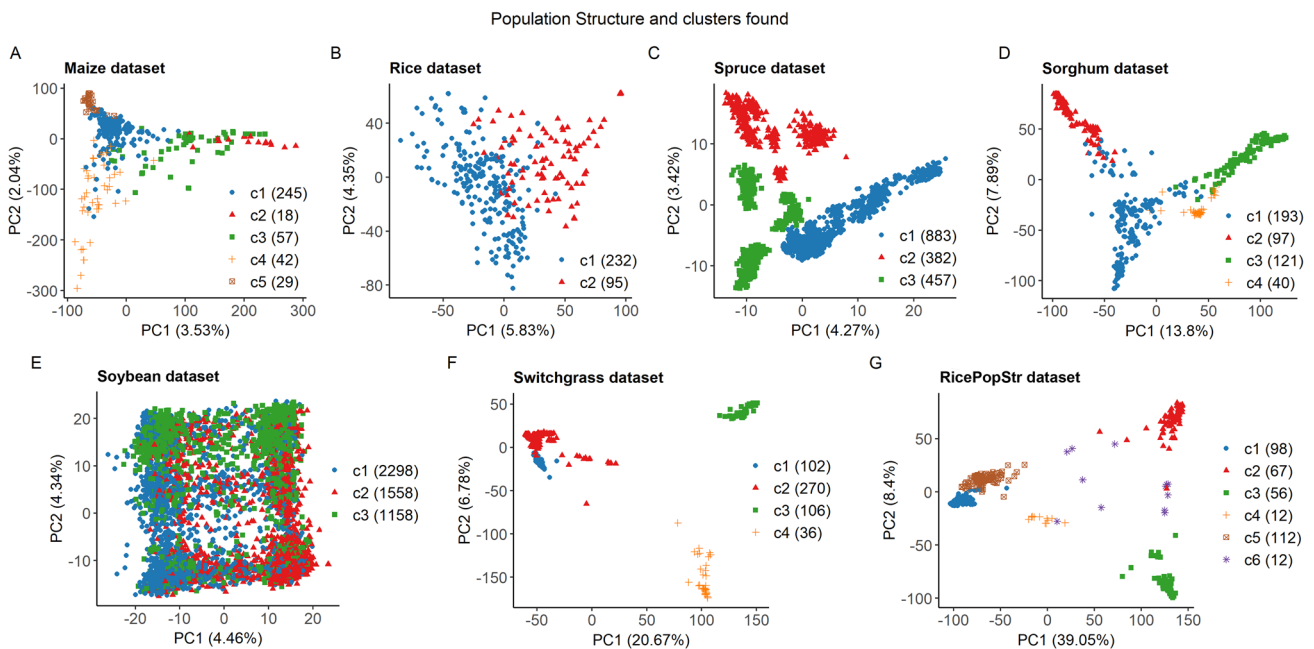 Population Structure and clusters found
A
Maize dataset
PC2 (2.04%)
100
0
-100
-200
-300
-100
0
100
200
300
PC1 (3.53%)
c1 (245)
c2 (18)
c3 (57)
c4 (42)
c5 (29)
B
Rice dataset
PC2 (4.35%)
40
0
-40
-80
-50
0
50
100
PC1 (5.83%)
c1 (232)
c2 (95)
C
Spruce dataset
PC2 (3.42%)
10
0
-10
-10
0
10
20
PC1 (4.27%)
c1 (883)
c2 (382)
c3 (457)
D
Sorghum dataset
PC2 (7.89%)
50
0
-50
-100
-100
-50
0
50
100
PC1 (13.8%)
c1 (193)
c2 (97)
c3 (121)
c4 (40)
E
Soybean dataset
PC2 (4.34%)
20
10
0
-10
-20
-10
0
10
20
PC1 (4.46%)
c1 (2298)
c2 (1558)
c3 (1158)
F
Switchgrass dataset
PC2 (6.78%)
50
0
-50
-100
-150
-50
0
50
100
150
PC1 (20.67%)
c1 (102)
c2 (270)
c3 (106)
c4 (36)
G
RicePopStr dataset
PC2 (8.4%)
50
0
-50
-100
-100
-50
0
50
100
150
PC1 (39.05%)
c1 (98)
c2 (67)
c3 (56)
c4 (12)
c5 (112)
c6 (12)